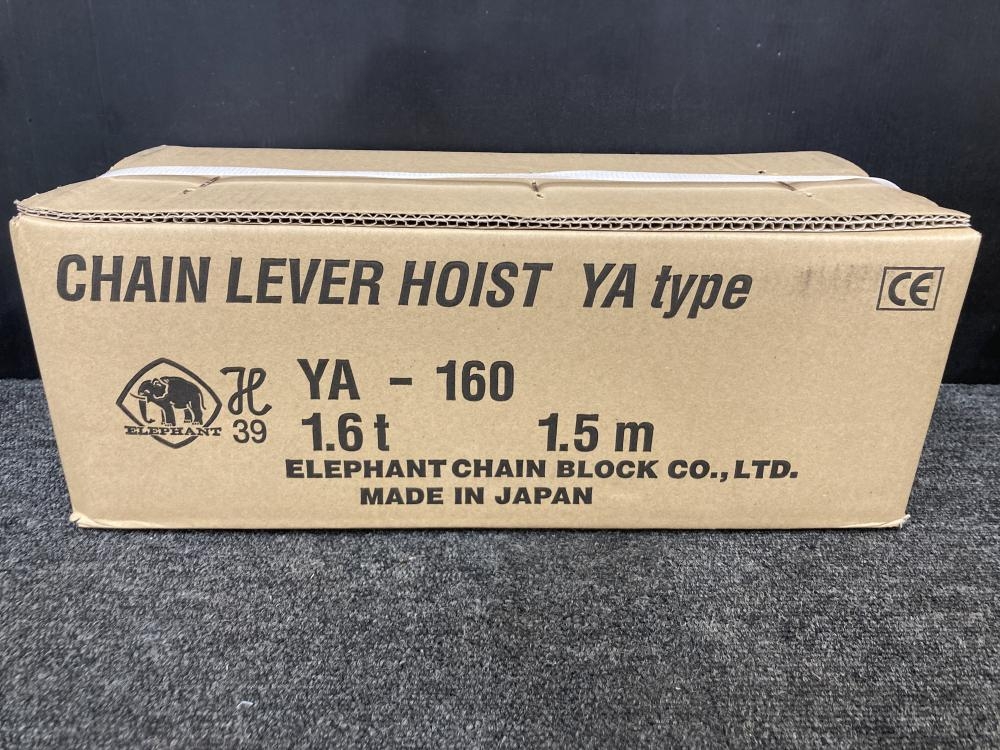 CHAIN LEVER HOIST YA type CE
ELEPHANT
H
39
YA - 160
1.6 t 1.5 m
ELEPHANT CHAIN BLOCK CO., LTD.
MADE IN JAPAN